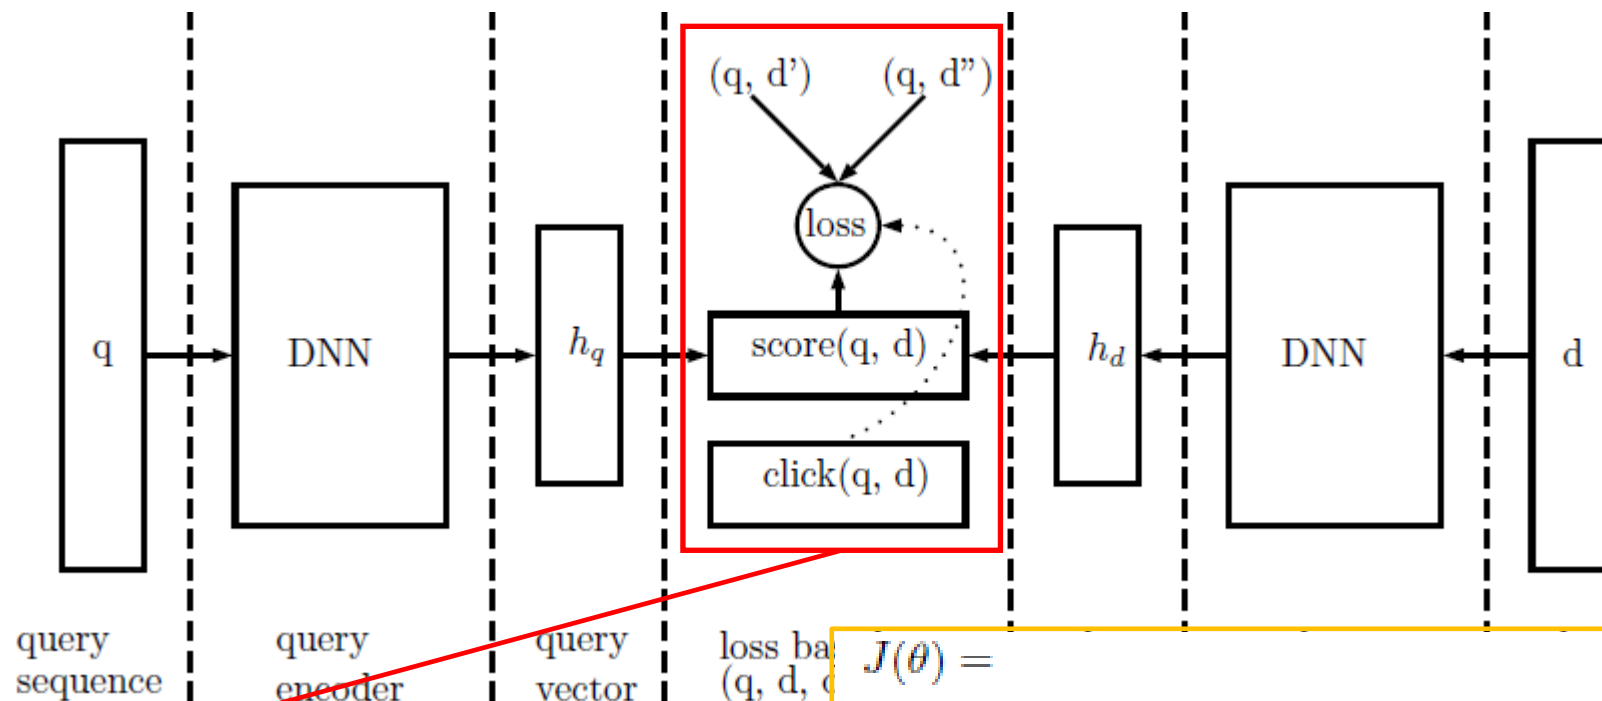 (q, d') (q, d")
loss
q DNN h_q score(q, d) h_d DNN d
click(q, d)
query query query loss ba
sequence encoder vector (q, d,
J(θ) =